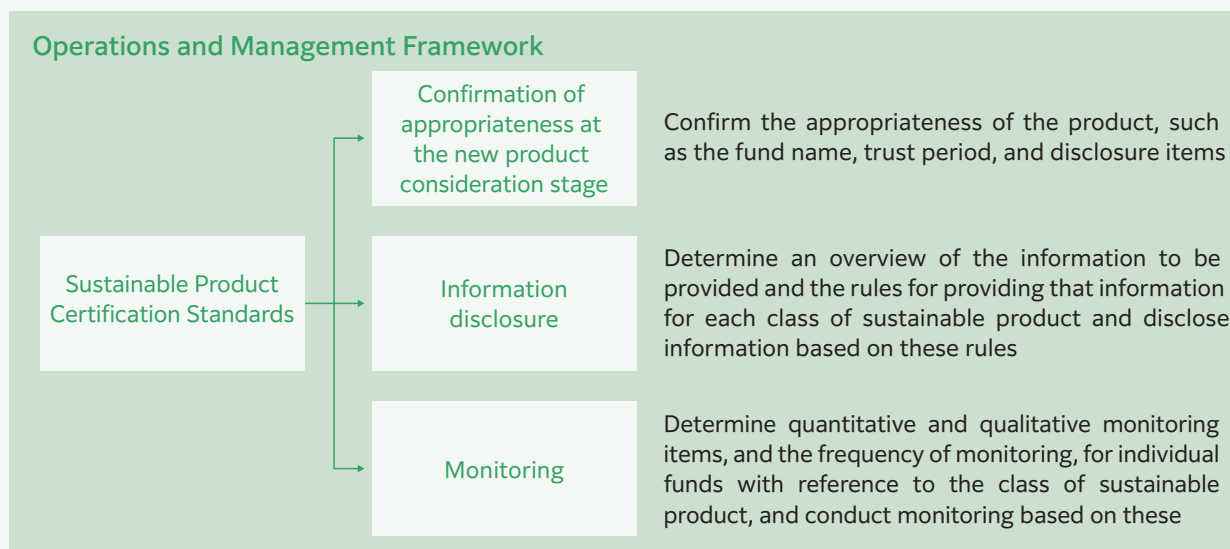 Operations and Management Framework
Confirmation of
appropriateness at
the new product
consideration stage
Confirm the appropriateness of the product, such
as the fund name, trust period, and disclosure items
Sustainable Product
Certification Standards
Information
disclosure
Determine an overview of the information to be
provided and the rules for providing that information
for each class of sustainable product and disclose
information based on these rules
Monitoring
Determine quantitative and qualitative monitoring
items, and the frequency of monitoring, for individual
funds with reference to the class of sustainable
product, and conduct monitoring based on these